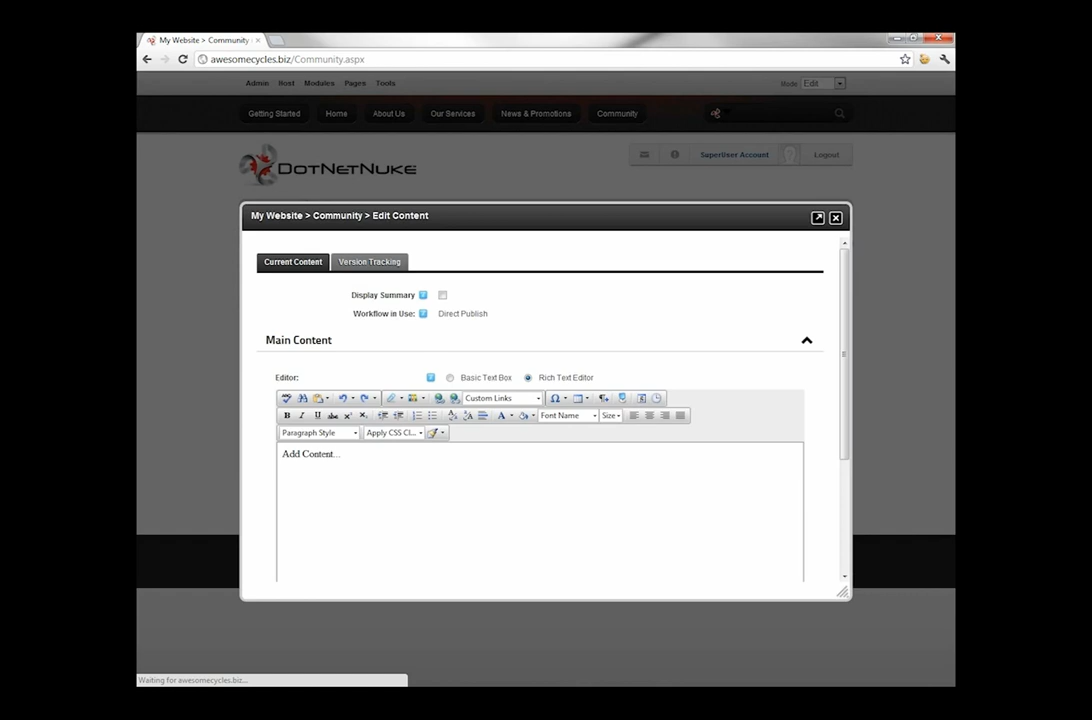 My Website > Community
awesomecycles.biz/Community.aspx
Admin Host Modules Pages Tools
Mode Edit
Getting Started Home About Us Our Services News & Promotions Community
DOTNETNUKE
SuperUser Account Logout
My Website > Community > Edit Content
Current Content Version Tracking
Display Summary
Workflow in Use: Direct Publish
Main Content
Editor: Basic Text Box Rich Text Editor
Custom Links
B I U abc Font Name Size
Paragraph Style Apply CSS Cl...
Add Content...
Waiting for awesomecycles.biz...